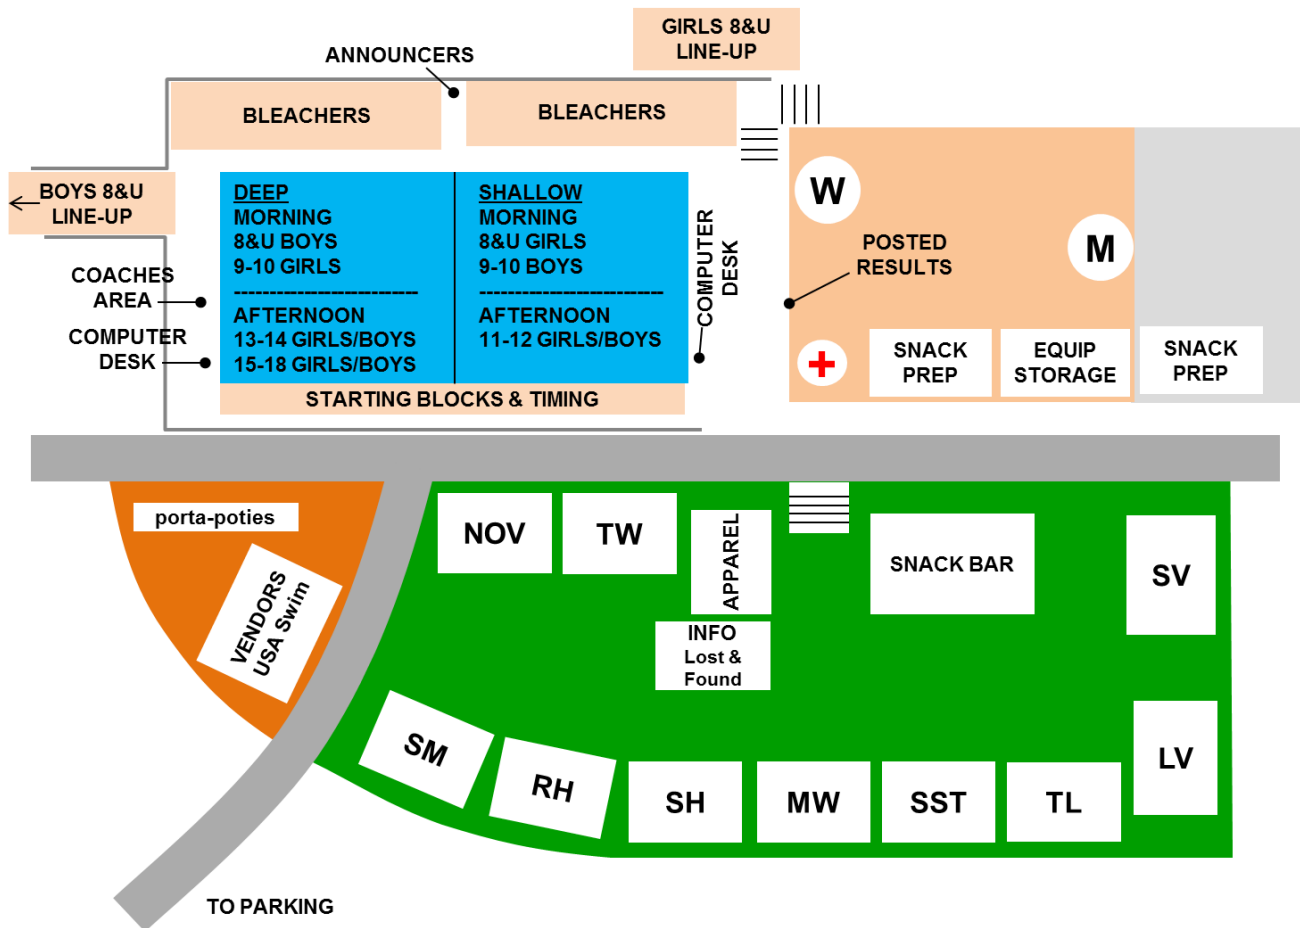 GIRLS 8&U
LINE-UP
ANNOUNCERS
BLEACHERS
BLEACHERS
BOYS 8&U
LINE-UP
DEEP
MORNING
8&U BOYS
9-10 GIRLS
-------------------------
AFTERNOON
13-14 GIRLS/BOYS
15-18 GIRLS/BOYS
SHALLOW
MORNING
8&U GIRLS
9-10 BOYS
-------------------------
AFTERNOON
11-12 GIRLS/BOYS
COACHES
AREA
COMPUTER
DESK
COMPUTER
DESK
STARTING BLOCKS & TIMING
W
M
POSTED
RESULTS
SNACK
PREP
EQUIP
STORAGE
SNACK
PREP
porta-poties
VENDORS
USA Swim
NOV
TW
APPAREL
INFO
Lost &
Found
SNACK BAR
SV
LV
SM
RH
SH
MW
SST
TL
TO PARKING